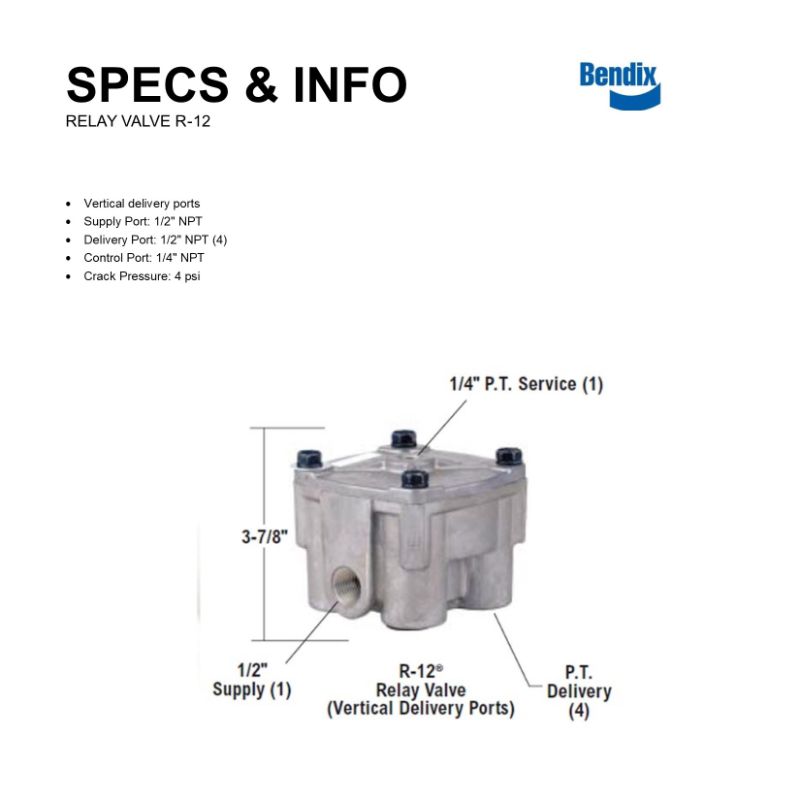 SPECS & INFO
Bendix
RELAY VALVE R-12
• Vertical delivery ports
• Supply Port: 1/2" NPT
• Delivery Port: 1/2" NPT (4)
• Control Port: 1/4" NPT
• Crack Pressure: 4 psi
1/4" P.T. Service (1)
3-7/8"
1/2"
Supply (1)
R-12®
Relay Valve
(Vertical Delivery Ports)
P.T.
Delivery
(4)